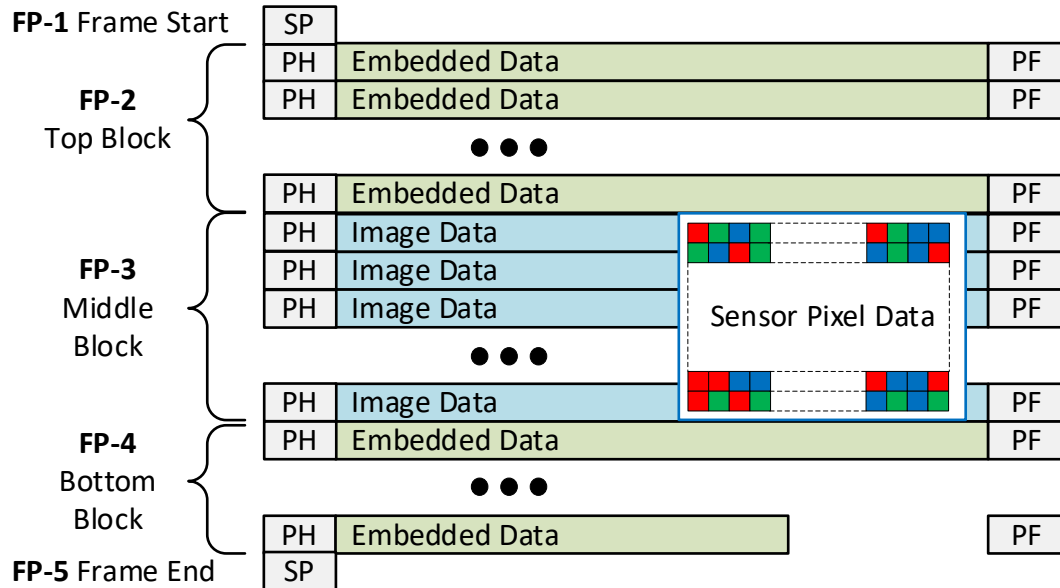 FP-1 Frame Start
SP
PH Embedded Data PF
FP-2
PH Embedded Data PF
Top Block
PH Embedded Data PF
PH Image Data PF
FP-3
PH Image Data PF
Middle
PH Image Data PF
Block
Sensor Pixel Data
PH Image Data PF
FP-4
PH Embedded Data PF
Bottom
Block
PH Embedded Data PF
FP-5 Frame End
SP